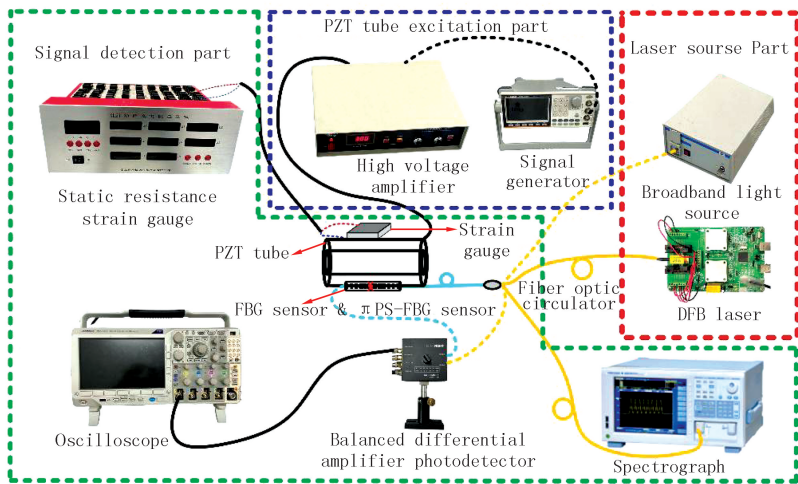 Signal detection part
PZT tube excitation part
Laser sourse Part
Static resistance
strain gauge
High voltage
amplifier
Signal
generator
Broadband light
source
PZT tube
Strain
gauge
FBG sensor & πPS-FBG sensor
Fiber optic
circulator
DFB laser
Oscilloscope
Balanced differential
amplifier photodetector
Spectrograph